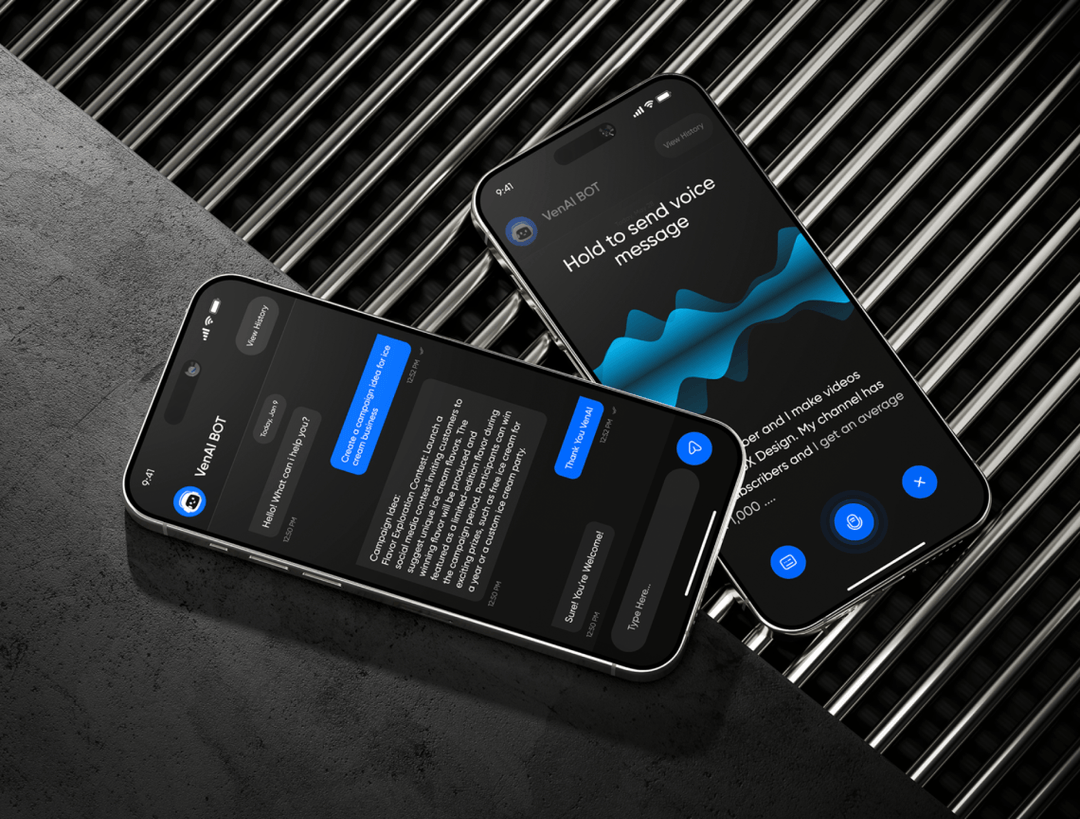 9:41
VenAI BOT
View History
Today, Jan 9
Hello! What can i help you?
12:50 PM
Create a campaign idea for ice
cream business
12:52 PM
Campaign Idea:
Flavor Exploration Contest: Launch a
social media contest inviting customers to
suggest unique ice cream flavors. The
winning flavor will be produced and
featured as a limited-edition flavor during
the campaign period. Participants can win
exciting prizes, such as free ice cream for
a year or a custom ice cream party.
12:50 PM
Thank You VenAI
12:52 PM
Sure! You're Welcome!
12:50 PM
Type Here...
9:41
VenAI BOT
View History
Hold to send voice
message
and I make videos
Design. My channel has
and I get an average
1,000 ....